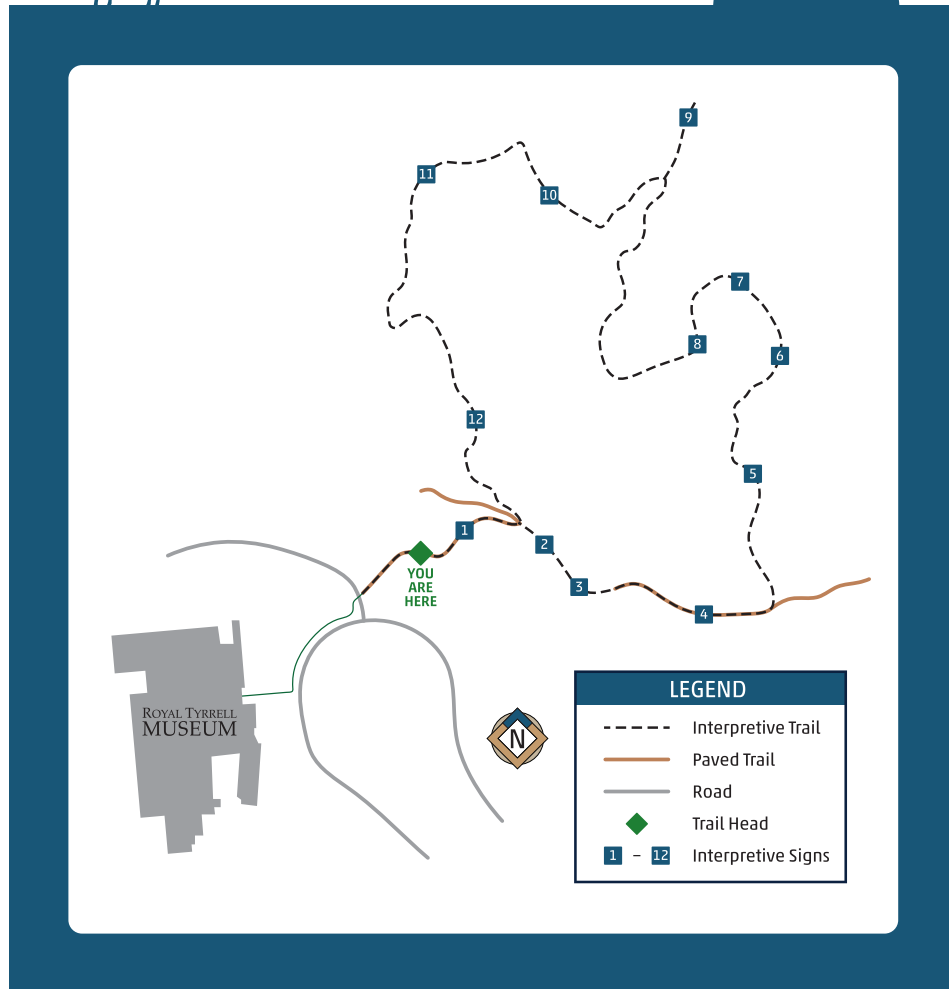 9
11
10
7
8
6
12
5
1
2
YOU
ARE
HERE
3
4
ROYAL TYRRELL
MUSEUM
N
LEGEND
Interpretive Trail
Paved Trail
Road
Trail Head
1 – 12 Interpretive Signs